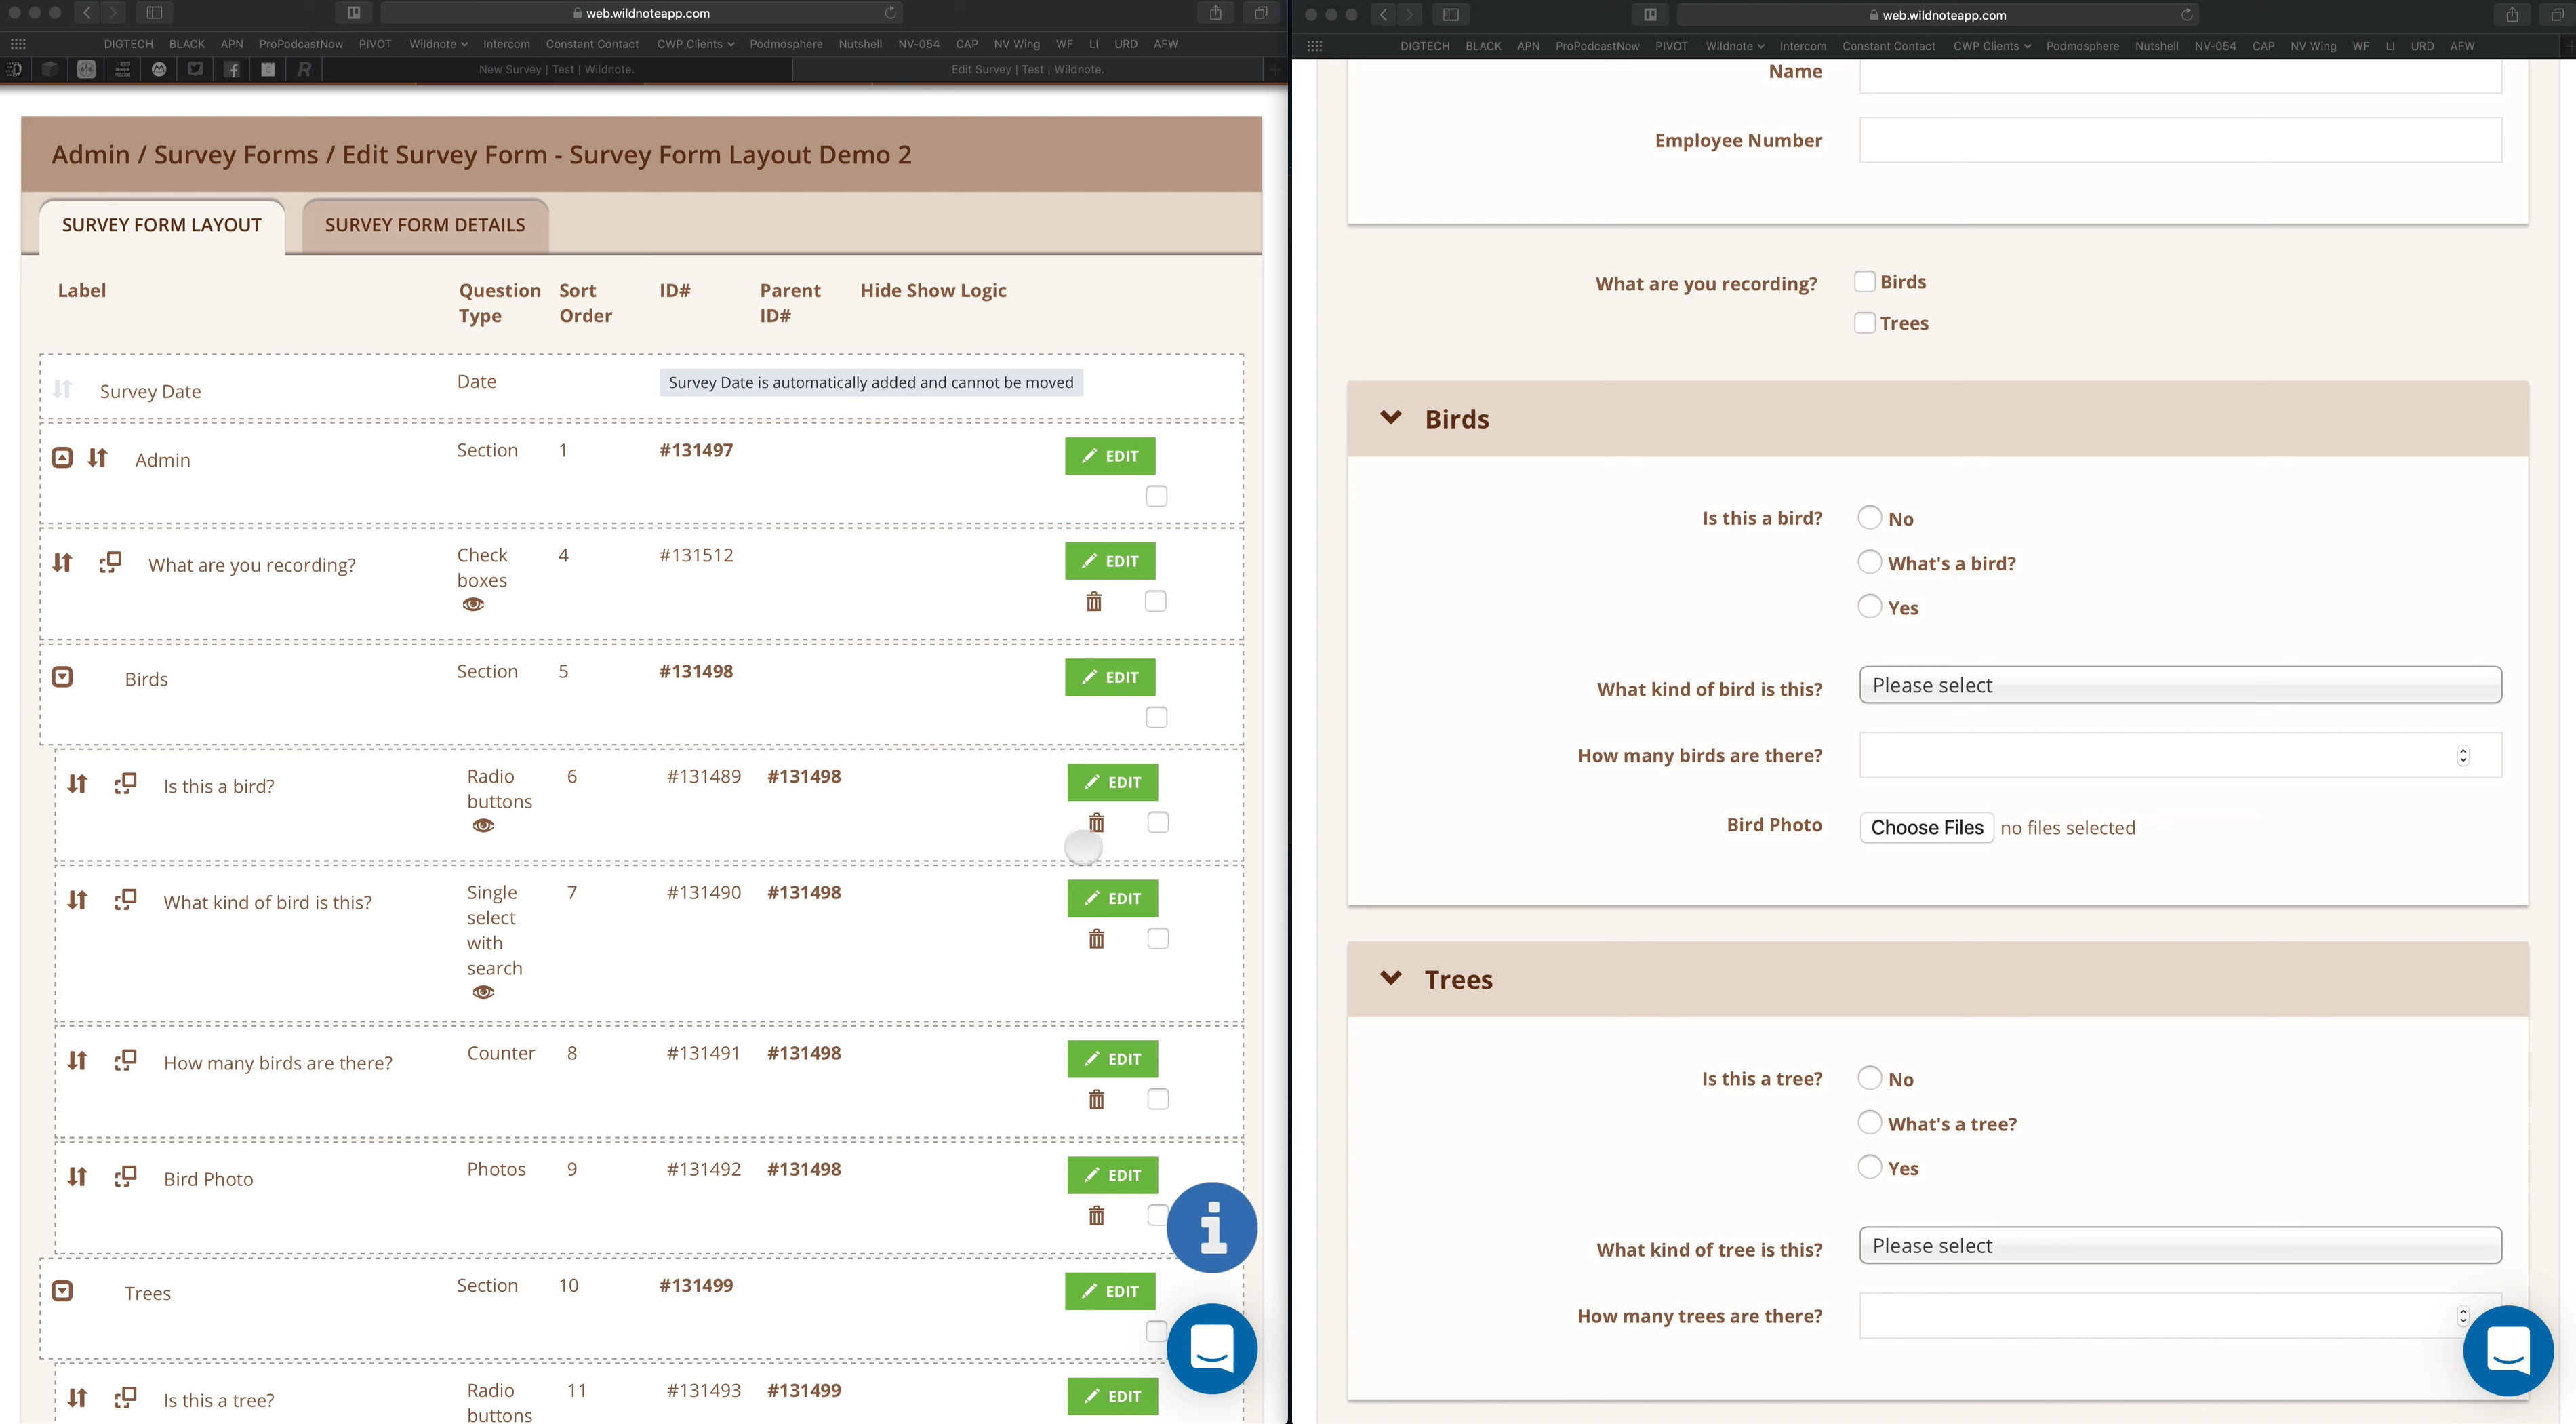 web.wildnoteapp.com
DIGTECH BLACK APN ProPodcastNow PIVOT Wildnote Intercom Constant Contact CWP Clients Podmosphere Nutshell NV-054 CAP NV Wing WF LI URD AFW
New Survey | Test | Wildnote. Edit Survey | Test | Wildnote.
Admin / Survey Forms / Edit Survey Form - Survey Form Layout Demo 2
SURVEY FORM LAYOUT SURVEY FORM DETAILS
Label Question Type Sort Order ID# Parent ID# Hide Show Logic
Survey Date Date Survey Date is automatically added and cannot be moved
Admin Section 1 #131497 EDIT
What are you recording? Check boxes 4 #131512 EDIT
Birds Section 5 #131498 EDIT
Is this a bird? Radio buttons 6 #131489 #131498 EDIT
What kind of bird is this? Single select with search 7 #131490 #131498 EDIT
How many birds are there? Counter 8 #131491 #131498 EDIT
Bird Photo Photos 9 #131492 #131498 EDIT
Trees Section 10 #131499 EDIT
Is this a tree? Radio buttons 11 #131493 #131499 EDIT
web.wildnoteapp.com
DIGTECH BLACK APN ProPodcastNow PIVOT Wildnote Intercom Constant Contact CWP Clients Podmosphere Nutshell NV-054 CAP NV Wing WF LI URD AFW
Name
Employee Number
What are you recording? Birds
Trees
Birds
Is this a bird? No
What's a bird?
Yes
What kind of bird is this? Please select
How many birds are there?
Bird Photo Choose Files no files selected
Trees
Is this a tree? No
What's a tree?
Yes
What kind of tree is this? Please select
How many trees are there?